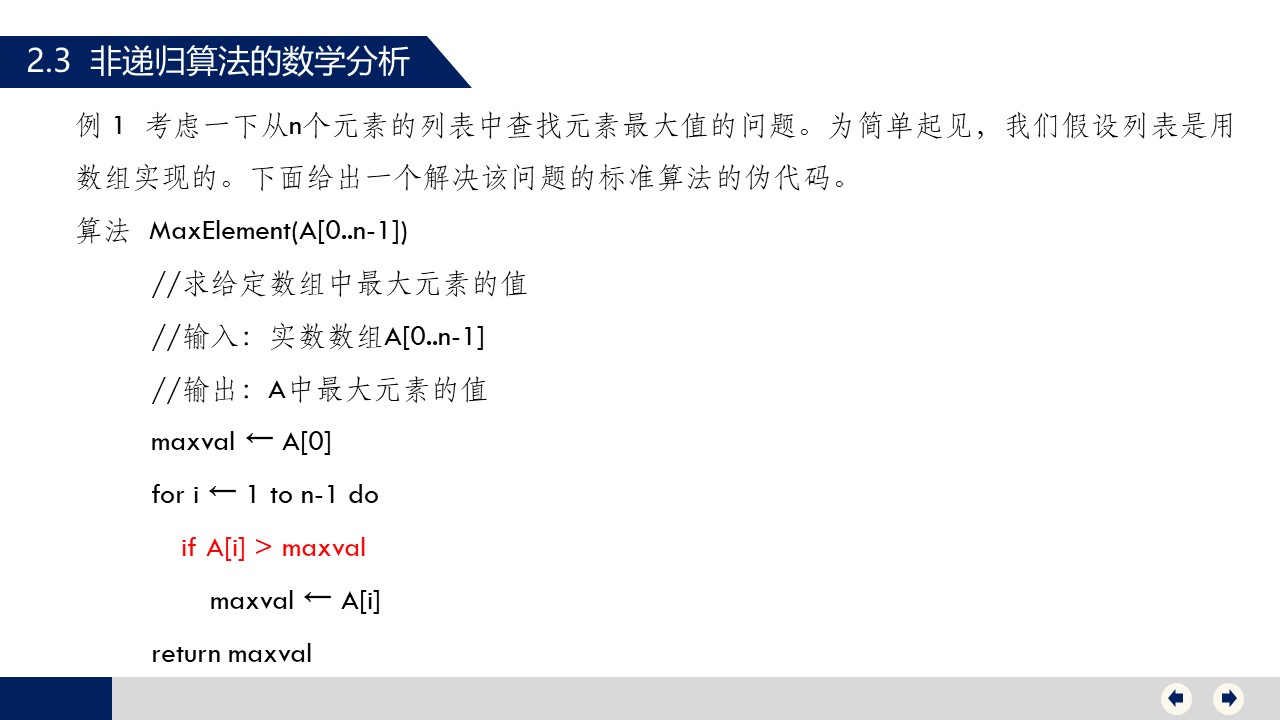 2.3 非递归算法的数学分析
例 1 考虑一下从n个元素的列表中查找元素最大值的问题。为简单起见，我们假设列表是用
数组实现的。下面给出一个解决该问题的标准算法的伪代码。
算法 MaxElement(A[0..n-1])
//求给定数组中最大元素的值
//输入：实数数组A[0..n-1]
//输出：A中最大元素的值
maxval ← A[0]
for i ← 1 to n-1 do
if A[i] > maxval
maxval ← A[i]
return maxval